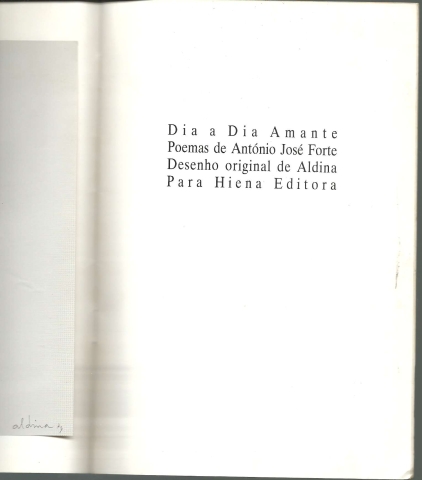 Dia a Dia Amante
Poemas de António José Forte
Desenho original de Aldina
Para Hiena Editora
aldina